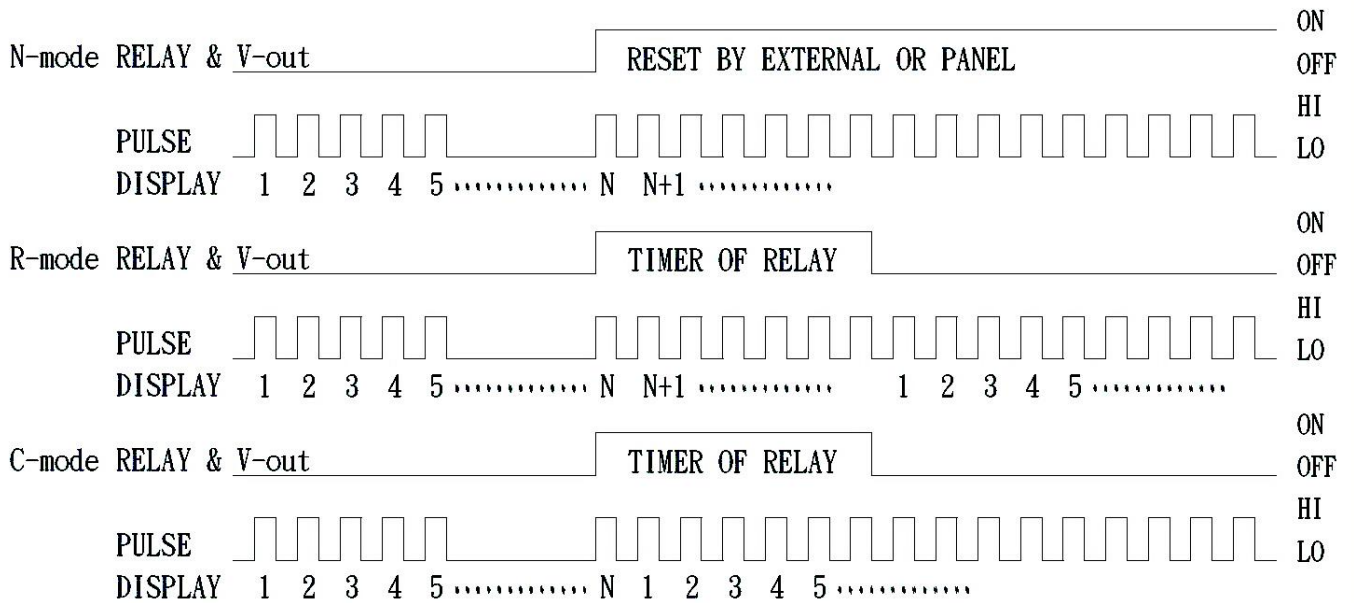 ON
N-mode RELAY & V-out RESET BY EXTERNAL OR PANEL OFF
HI
PULSE LO
DISPLAY 1 2 3 4 5 ············· N N+1 ·············
ON
R-mode RELAY & V-out TIMER OF RELAY OFF
HI
PULSE LO
DISPLAY 1 2 3 4 5 ············· N N+1 ············· 1 2 3 4 5 ·············
ON
C-mode RELAY & V-out TIMER OF RELAY OFF
HI
PULSE LO
DISPLAY 1 2 3 4 5 ············· N 1 2 3 4 5 ·············